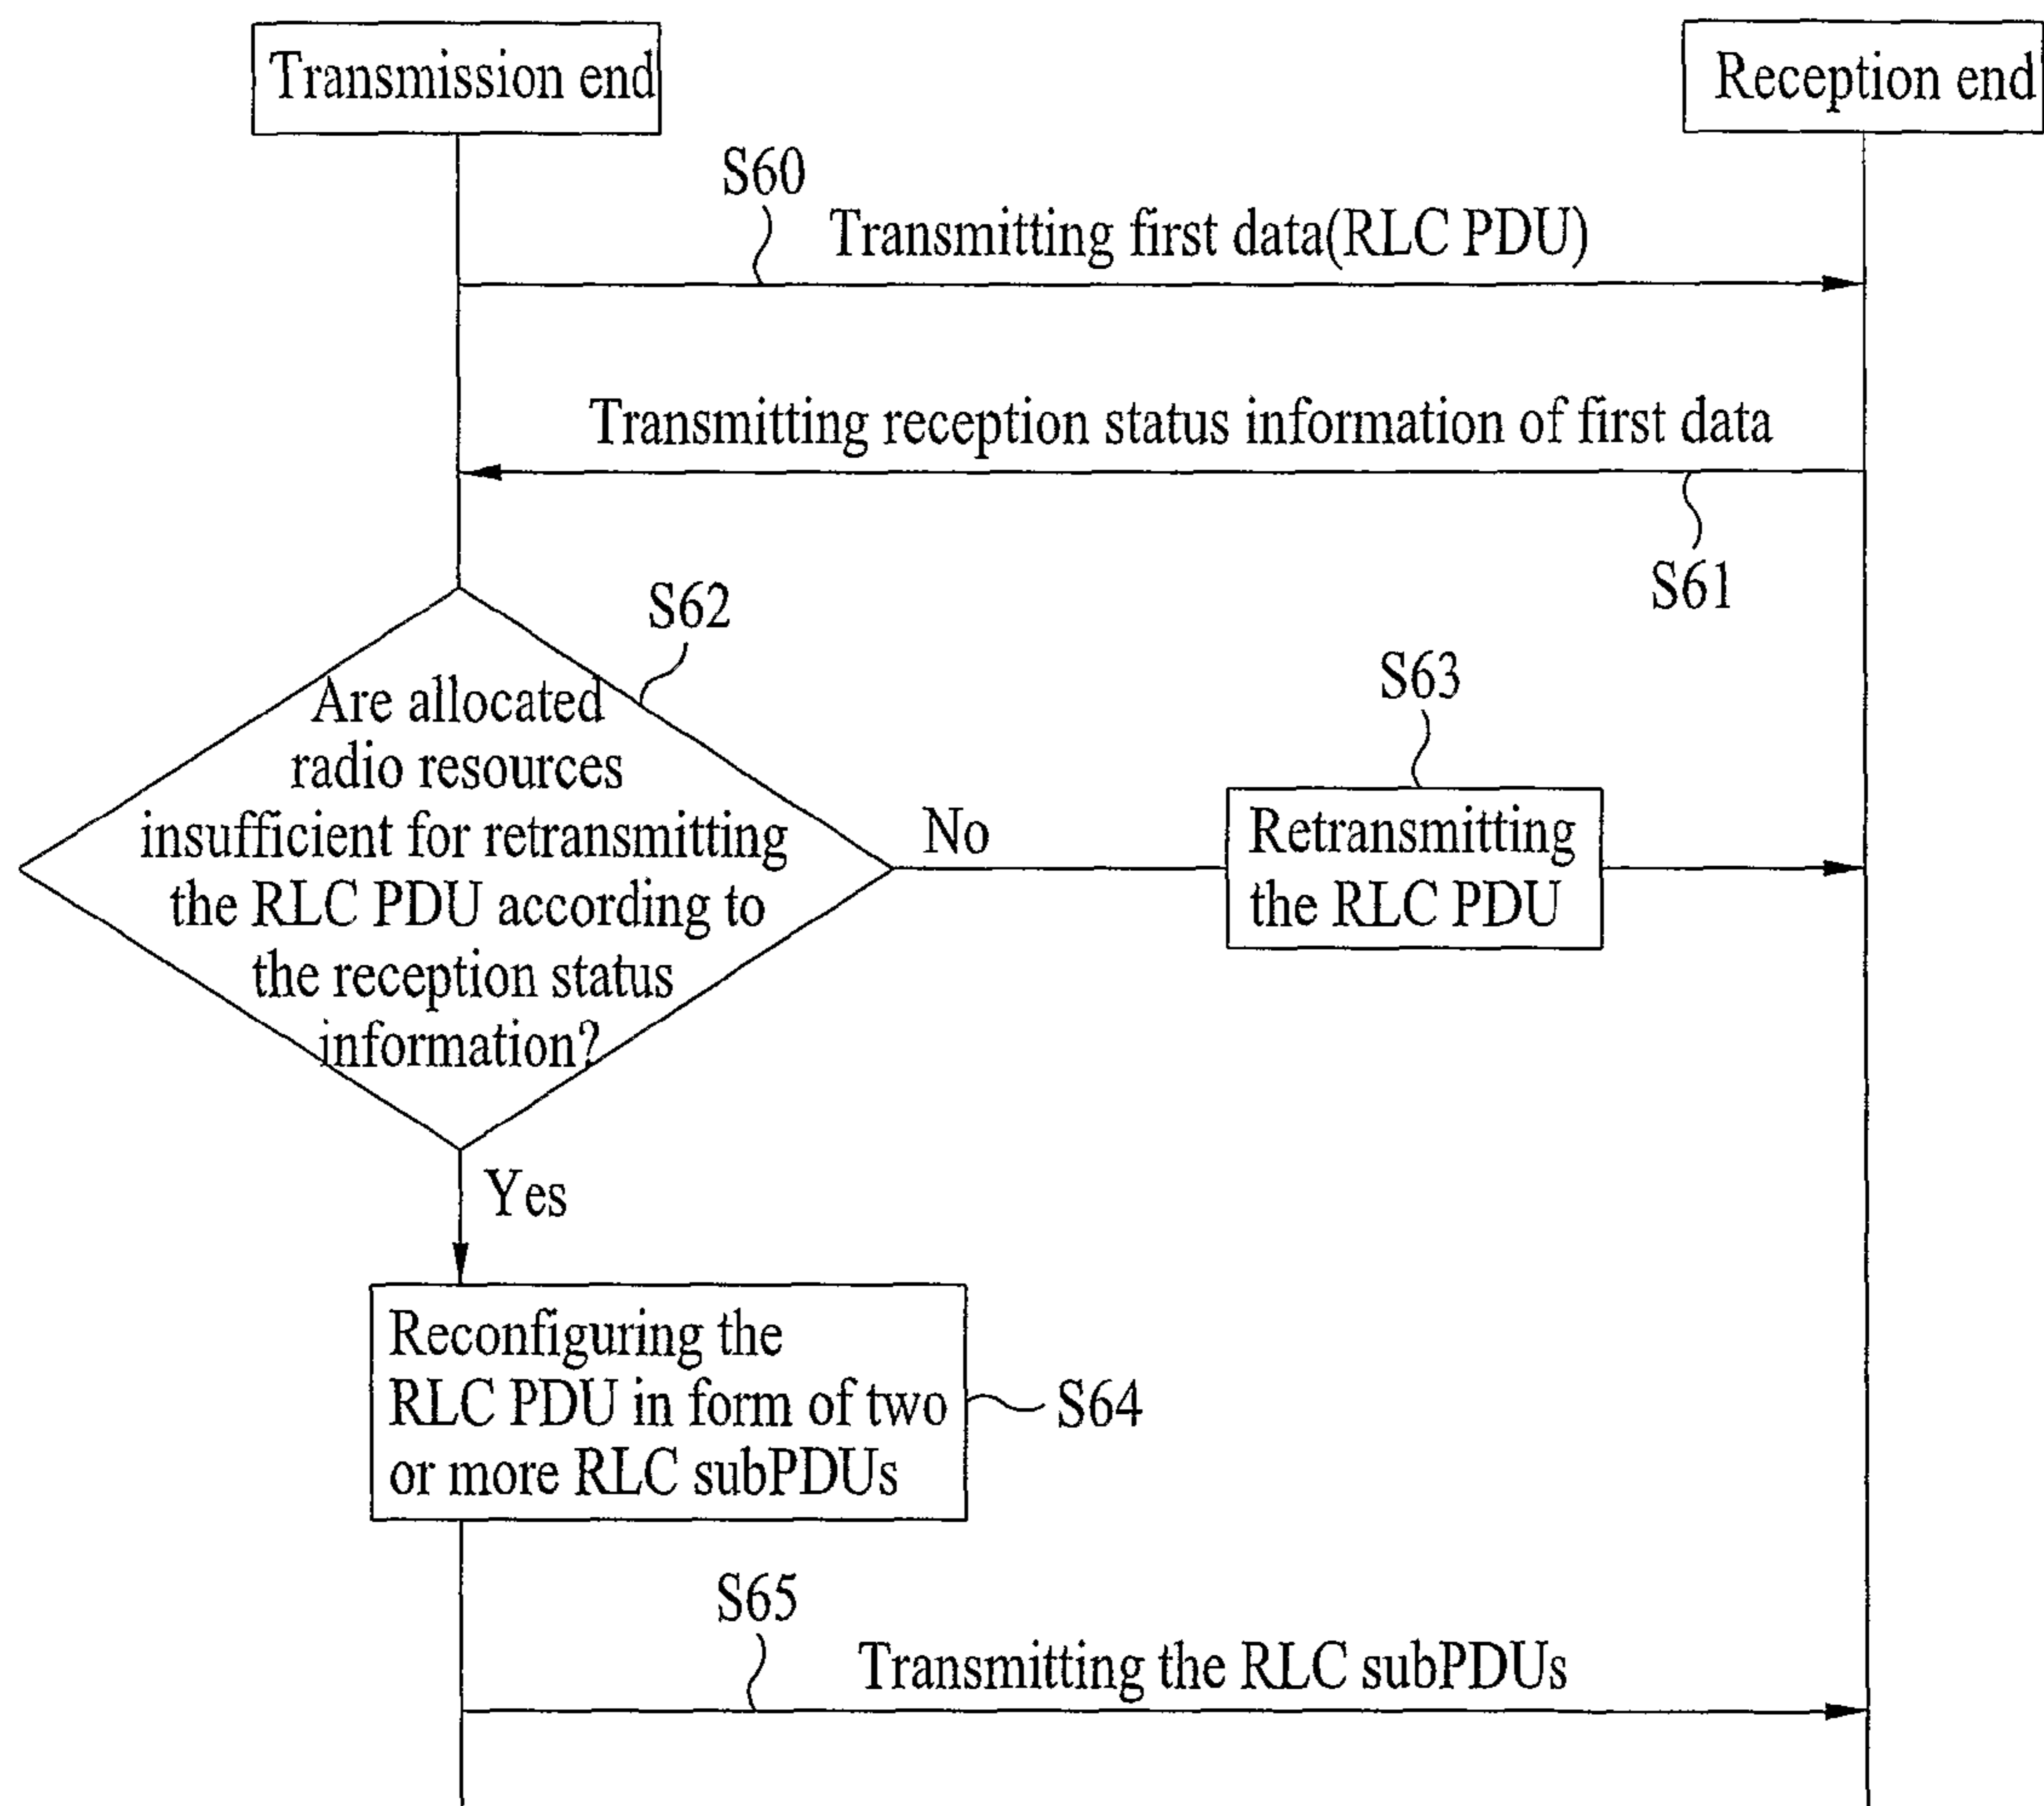 Transmission end
Reception end
S60
Transmitting first data(RLC PDU)
Transmitting reception status information of first data
S61
S62
Are allocated
radio resources
insufficient for retransmitting
the RLC PDU according to
the reception status
information?
No
S63
Retransmitting
the RLC PDU
Yes
Reconfiguring the
RLC PDU in form of two
or more RLC subPDUs
S64
S65
Transmitting the RLC subPDUs